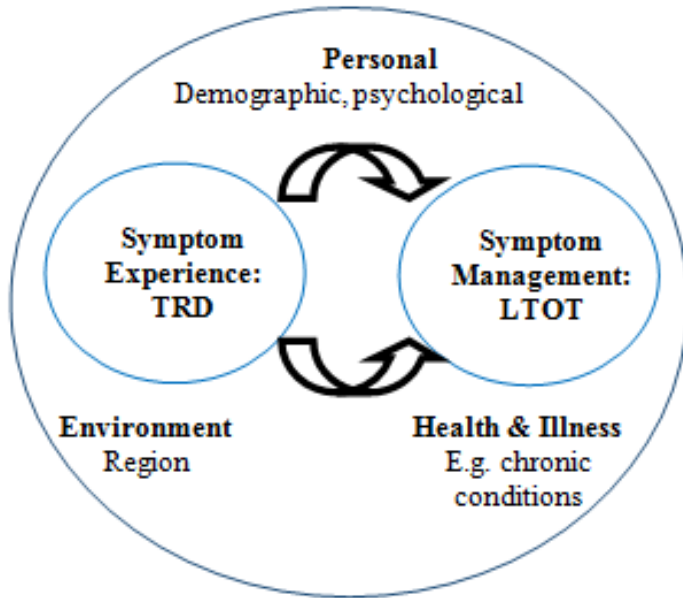 Personal
Demographic, psychological
Symptom
Experience:
TRD
Symptom
Management:
LTOT
Environment
Region
Health & Illness
E.g. chronic
conditions